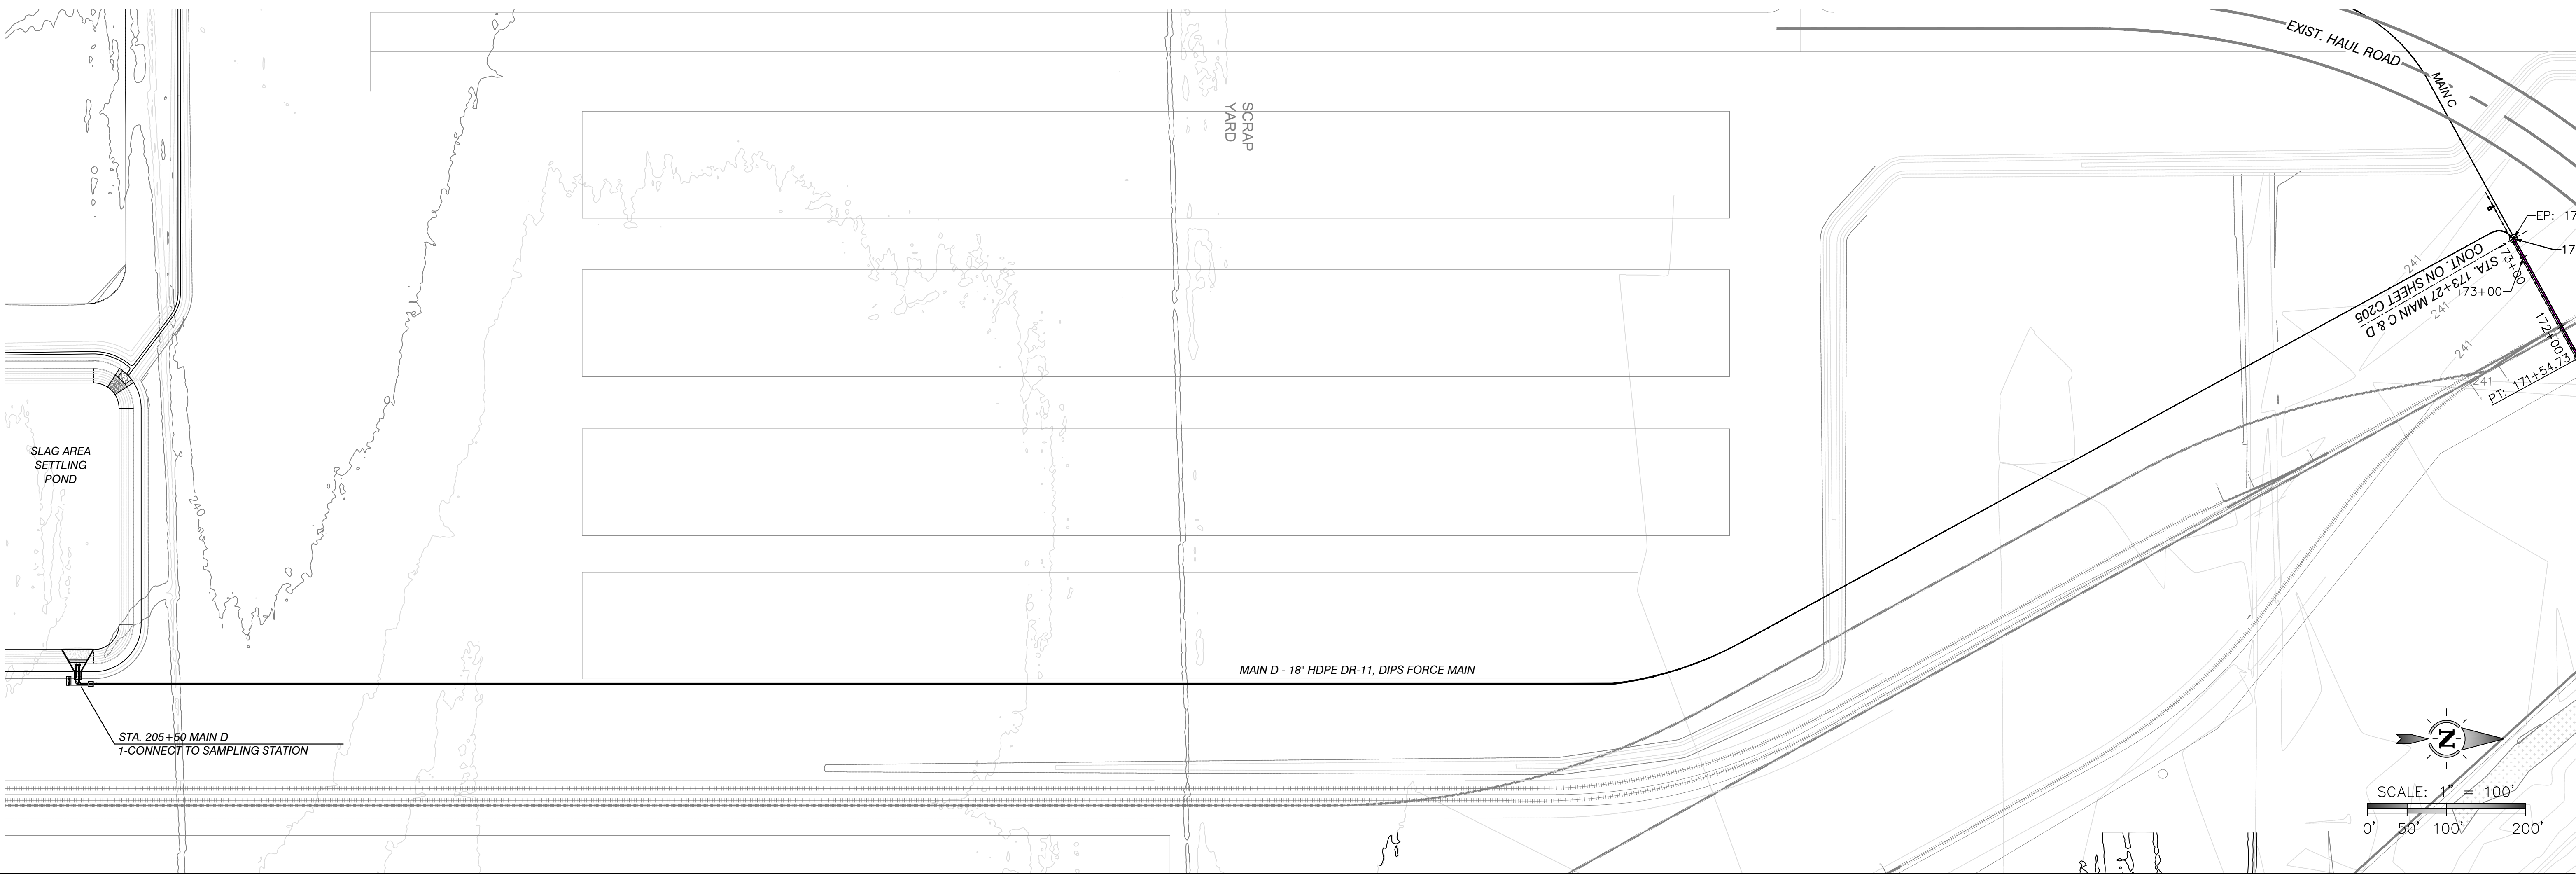 EXIST. HAUL ROAD
MAIN C
SCRAP
YARD
EP: 17
17
STA. 173+27 MAIN C & D
CONT. ON SHEET C205
173+00
173+00
241
241
241
241
172+00
PT: 171+54.73
SLAG AREA
SETTLING
POND
240
MAIN D - 18" HDPE DR-11, DIPS FORCE MAIN
STA. 205+50 MAIN D
1-CONNECT TO SAMPLING STATION
N
SCALE: 1" = 100'
0' 50' 100' 200'